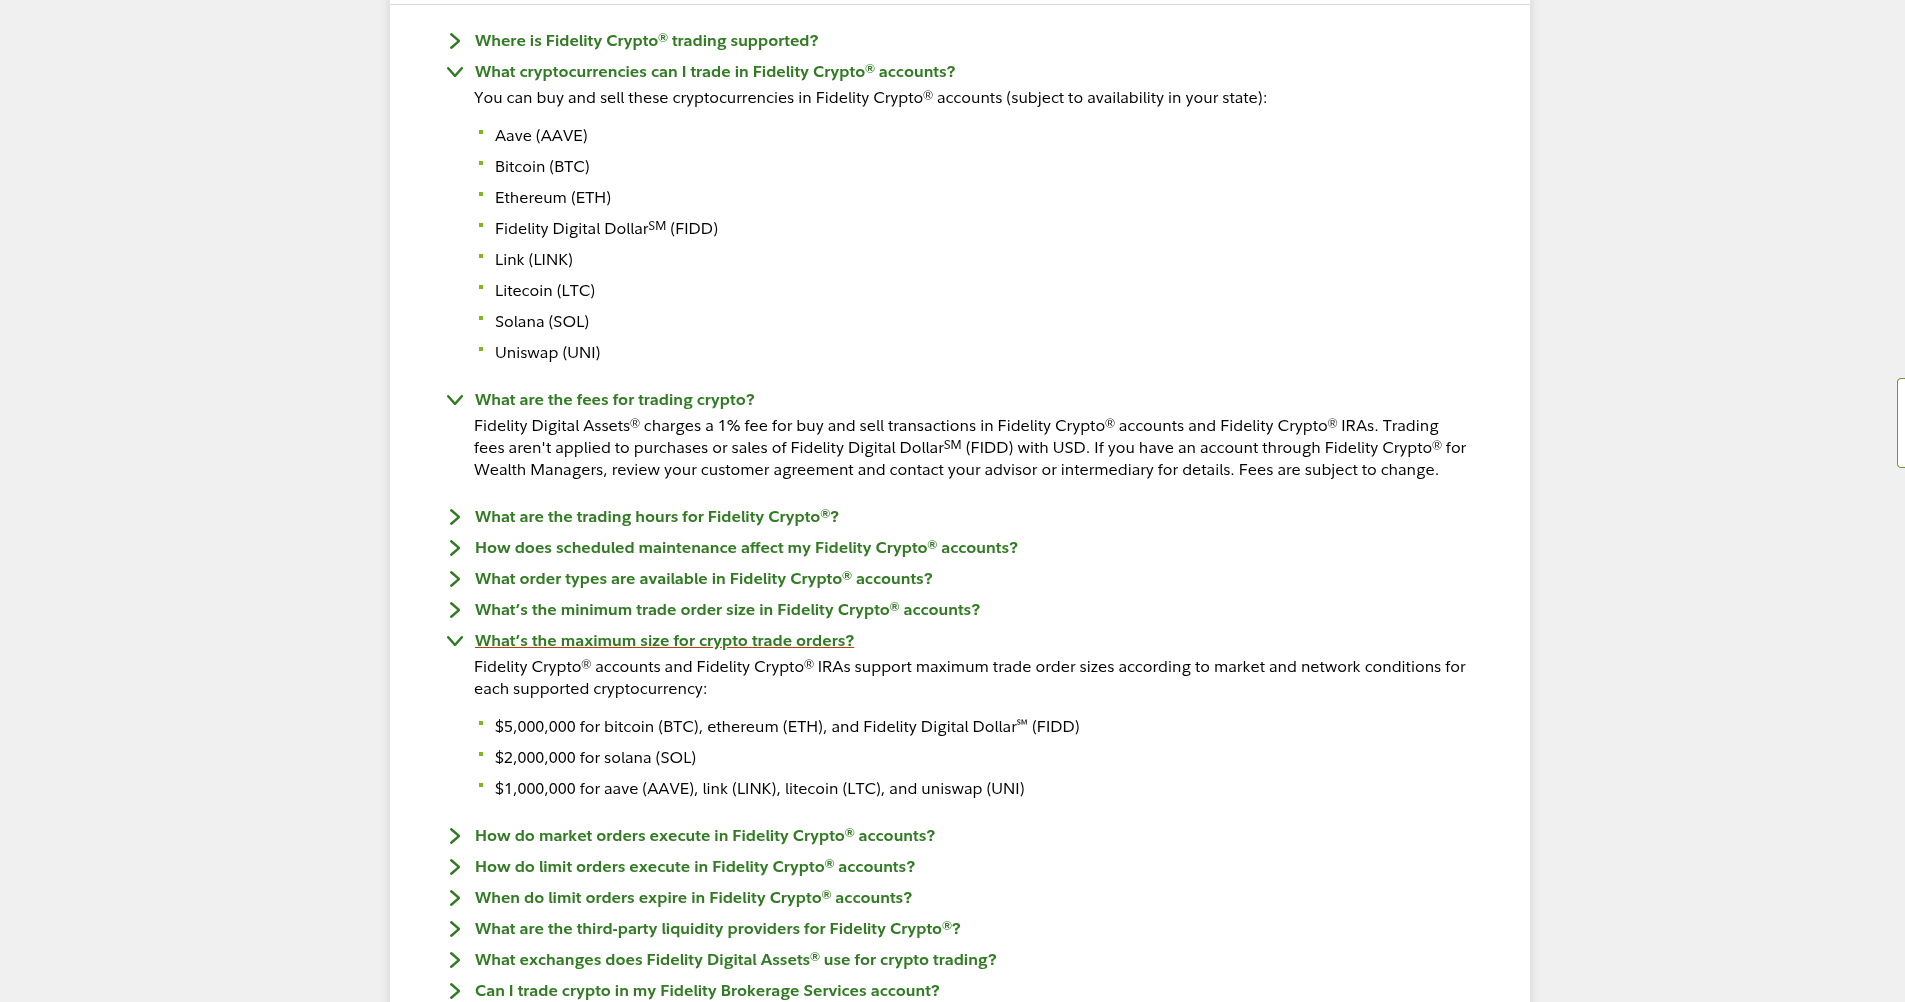 Where is Fidelity Crypto® trading supported?
What cryptocurrencies can I trade in Fidelity Crypto® accounts?
You can buy and sell these cryptocurrencies in Fidelity Crypto® accounts (subject to availability in your state):
Aave (AAVE)
Bitcoin (BTC)
Ethereum (ETH)
Fidelity Digital Dollar℠ (FIDD)
Link (LINK)
Litecoin (LTC)
Solana (SOL)
Uniswap (UNI)
What are the fees for trading crypto?
Fidelity Digital Assets® charges a 1% fee for buy and sell transactions in Fidelity Crypto® accounts and Fidelity Crypto® IRAs. Trading
fees aren't applied to purchases or sales of Fidelity Digital Dollar℠ (FIDD) with USD. If you have an account through Fidelity Crypto® for
Wealth Managers, review your customer agreement and contact your advisor or intermediary for details. Fees are subject to change.
What are the trading hours for Fidelity Crypto®?
How does scheduled maintenance affect my Fidelity Crypto® accounts?
What order types are available in Fidelity Crypto® accounts?
What’s the minimum trade order size in Fidelity Crypto® accounts?
What’s the maximum size for crypto trade orders?
Fidelity Crypto® accounts and Fidelity Crypto® IRAs support maximum trade order sizes according to market and network conditions for
each supported cryptocurrency:
$5,000,000 for bitcoin (BTC), ethereum (ETH), and Fidelity Digital Dollar℠ (FIDD)
$2,000,000 for solana (SOL)
$1,000,000 for aave (AAVE), link (LINK), litecoin (LTC), and uniswap (UNI)
How do market orders execute in Fidelity Crypto® accounts?
How do limit orders execute in Fidelity Crypto® accounts?
When do limit orders expire in Fidelity Crypto® accounts?
What are the third-party liquidity providers for Fidelity Crypto®?
What exchanges does Fidelity Digital Assets® use for crypto trading?
Can I trade crypto in my Fidelity Brokerage Services account?